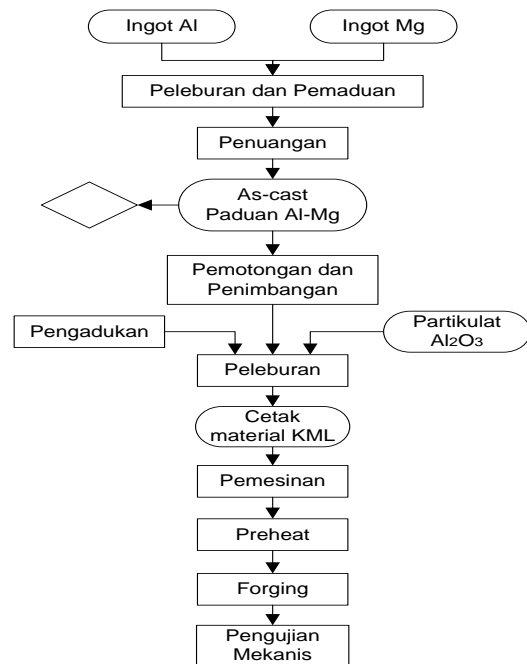 Ingot Al
Ingot Mg
Peleburan dan Pemaduan
Penuangan
As-cast
Paduan Al-Mg
Pemotongan dan
Penimbangan
Pengadukan
Partikulat
Al2O3
Peleburan
Cetak
material KML
Pemesinan
Preheat
Forging
Pengujian
Mekanis